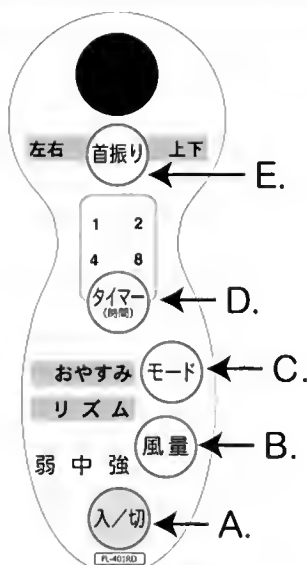 左右 首振り 上下
E.
1 2
4 8
タイマー
(時間)
D.
おやすみ モード
C.
リズム
風量
B.
弱 中 強
入/切
A.
FL-401RD